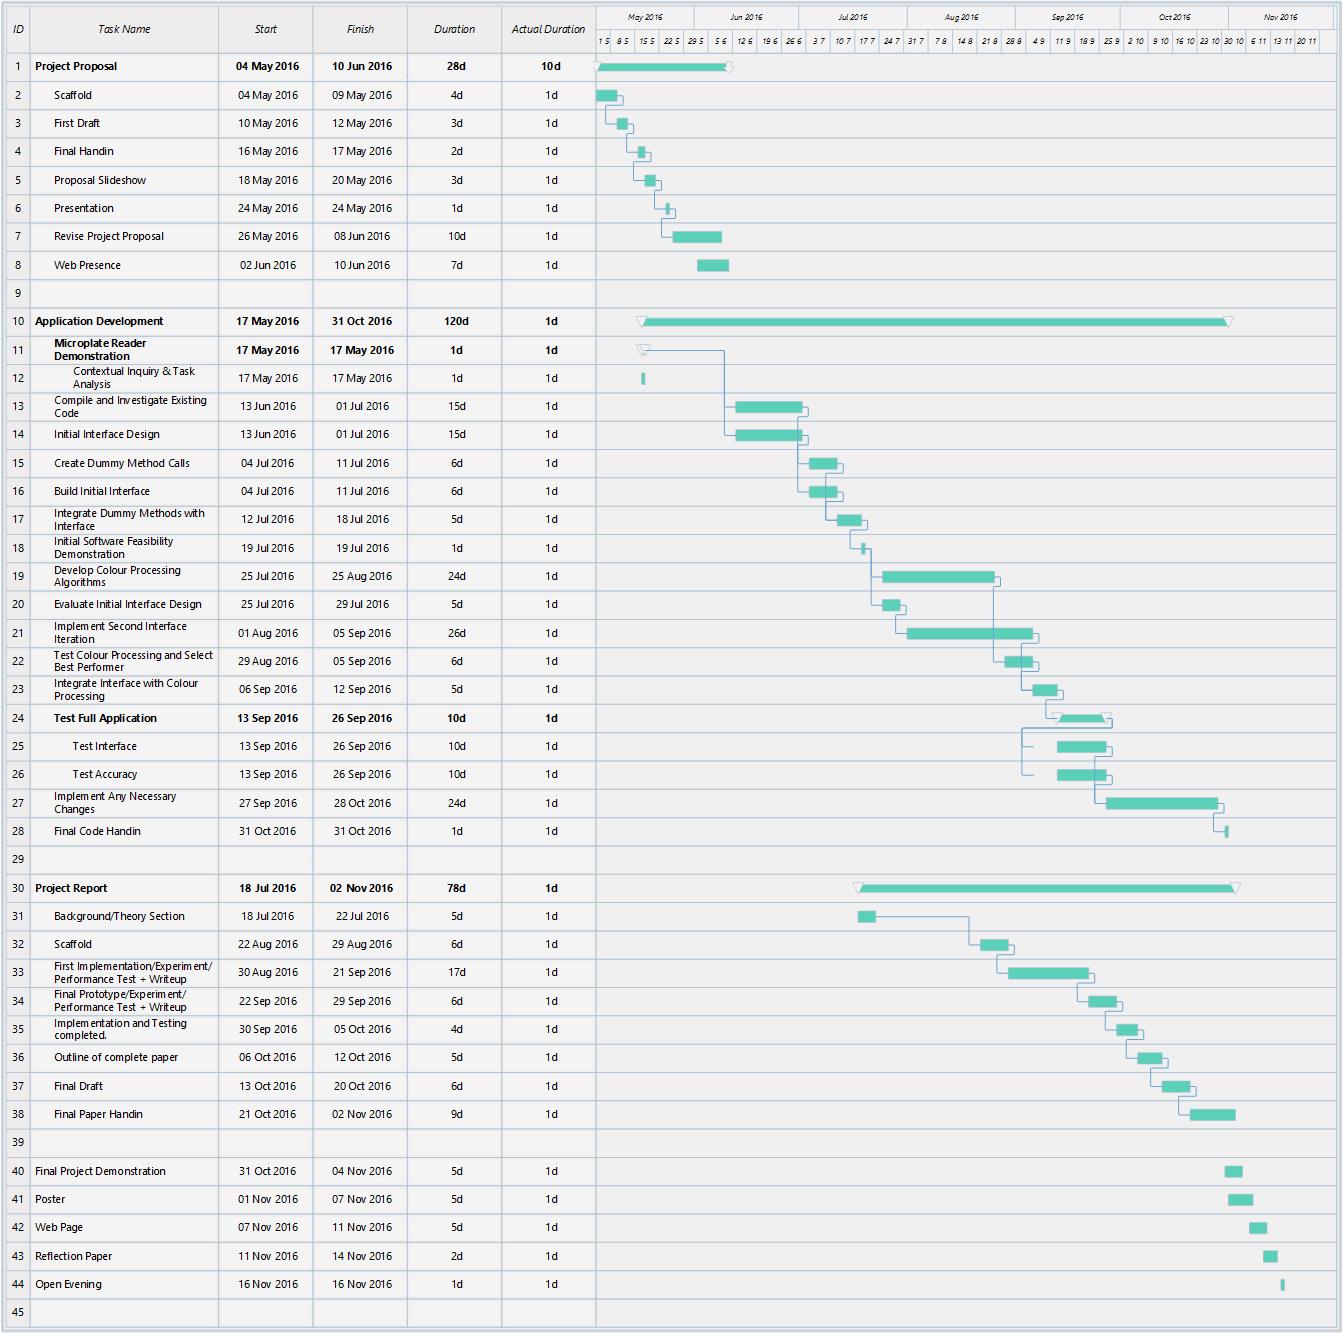 ID Task Name Start Finish Duration Actual Duration May 2016 Jun 2016 Jul 2016 Aug 2016 Sep 2016 Oct 2016 Nov 2016
1 5 8 5 15 5 22 5 29 5 5 6 12 6 19 6 26 6 3 7 10 7 17 7 24 7 31 7 7 8 14 8 21 8 28 8 4 9 11 9 18 9 25 9 2 10 9 10 16 10 23 10 30 10 6 11 13 11 20 11
1 Project Proposal 04 May 2016 10 Jun 2016 28d 10d
2 Scaffold 04 May 2016 09 May 2016 4d 1d
3 First Draft 10 May 2016 12 May 2016 3d 1d
4 Final Handin 16 May 2016 17 May 2016 2d 1d
5 Proposal Slideshow 18 May 2016 20 May 2016 3d 1d
6 Presentation 24 May 2016 24 May 2016 1d 1d
7 Revise Project Proposal 26 May 2016 08 Jun 2016 10d 1d
8 Web Presence 02 Jun 2016 10 Jun 2016 7d 1d
9
10 Application Development 17 May 2016 31 Oct 2016 120d 1d
11 Microplate Reader
Demonstration 17 May 2016 17 May 2016 1d 1d
12 Contextual Inquiry & Task
Analysis 17 May 2016 17 May 2016 1d 1d
13 Compile and Investigate Existing
Code 13 Jun 2016 01 Jul 2016 15d 1d
14 Initial Interface Design 13 Jun 2016 01 Jul 2016 15d 1d
15 Create Dummy Method Calls 04 Jul 2016 11 Jul 2016 6d 1d
16 Build Initial Interface 04 Jul 2016 11 Jul 2016 6d 1d
17 Integrate Dummy Methods with
Interface 12 Jul 2016 18 Jul 2016 5d 1d
18 Initial Software Feasibility
Demonstration 19 Jul 2016 19 Jul 2016 1d 1d
19 Develop Colour Processing
Algorithms 25 Jul 2016 25 Aug 2016 24d 1d
20 Evaluate Initial Interface Design 25 Jul 2016 29 Jul 2016 5d 1d
21 Implement Second Interface
Iteration 01 Aug 2016 05 Sep 2016 26d 1d
22 Test Colour Processing and Select
Best Performer 29 Aug 2016 05 Sep 2016 6d 1d
23 Integrate Interface with Colour
Processing 06 Sep 2016 12 Sep 2016 5d 1d
24 Test Full Application 13 Sep 2016 26 Sep 2016 10d 1d
25 Test Interface 13 Sep 2016 26 Sep 2016 10d 1d
26 Test Accuracy 13 Sep 2016 26 Sep 2016 10d 1d
27 Implement Any Necessary
Changes 27 Sep 2016 28 Oct 2016 24d 1d
28 Final Code Handin 31 Oct 2016 31 Oct 2016 1d 1d
29
30 Project Report 18 Jul 2016 02 Nov 2016 78d 1d
31 Background/Theory Section 18 Jul 2016 22 Jul 2016 5d 1d
32 Scaffold 22 Aug 2016 29 Aug 2016 6d 1d
33 First Implementation/Experiment/
Performance Test + Writeup 30 Aug 2016 21 Sep 2016 17d 1d
34 Final Prototype/Experiment/
Performance Test + Writeup 22 Sep 2016 29 Sep 2016 6d 1d
35 Implementation and Testing
completed. 30 Sep 2016 05 Oct 2016 4d 1d
36 Outline of complete paper 06 Oct 2016 12 Oct 2016 5d 1d
37 Final Draft 13 Oct 2016 20 Oct 2016 6d 1d
38 Final Paper Handin 21 Oct 2016 02 Nov 2016 9d 1d
39
40 Final Project Demonstration 31 Oct 2016 04 Nov 2016 5d 1d
41 Poster 01 Nov 2016 07 Nov 2016 5d 1d
42 Web Page 07 Nov 2016 11 Nov 2016 5d 1d
43 Reflection Paper 11 Nov 2016 14 Nov 2016 2d 1d
44 Open Evening 16 Nov 2016 16 Nov 2016 1d 1d
45